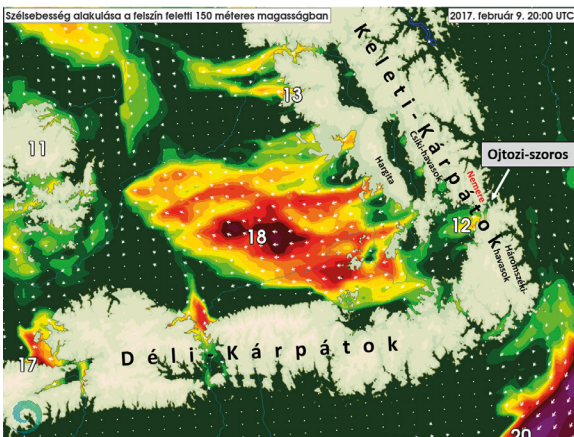 Szélsebesség alakulása a felszín feletti 150 méteres magasságban
2017. február 9. 20:00 UTC
Keleti-Kárpátok
13
11
Csíki-havasok
Hargita
Nemere
Ojtozi-szoros
12
18
Háromszéki-
havasok
Déli-Kárpátok
17
20